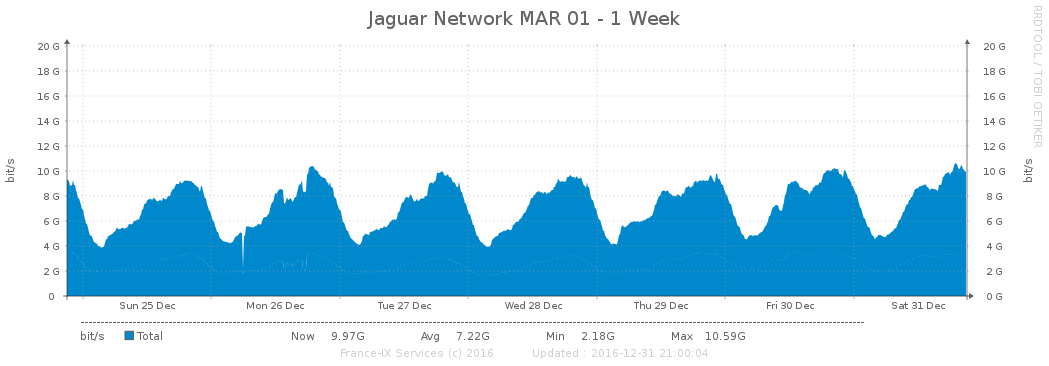 Jaguar Network MAR 01 - 1 Week
RRDTOOL / TOBI OETIKER
bit/s
bit/s
20 G 20 G
18 G 18 G
16 G 16 G
14 G 14 G
12 G 12 G
10 G 10 G
8 G 8 G
6 G 6 G
4 G 4 G
2 G 2 G
0 0 G
Sun 25 Dec Mon 26 Dec Tue 27 Dec Wed 28 Dec Thu 29 Dec Fri 30 Dec Sat 31 Dec
bit/s Total Now 9.97G Avg 7.22G Min 2.18G Max 10.59G
France-IX Services (c) 2016 Updated : 2016-12-31 21:00:04